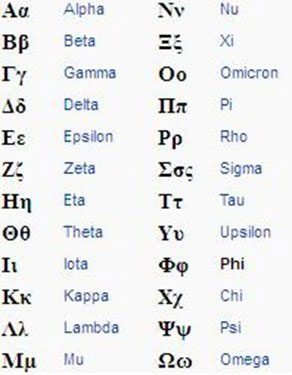 Αα Alpha Νν Nu
Ββ Beta Ξξ Xi
Γγ Gamma Οο Omicron
Δδ Delta Ππ Pi
Εε Epsilon Ρρ Rho
Ζζ Zeta Σσς Sigma
Ηη Eta Ττ Tau
Θθ Theta Υυ Upsilon
Ιι Iota Φφ Phi
Κκ Kappa Χχ Chi
Λλ Lambda Ψψ Psi
Μμ Mu Ωω Omega